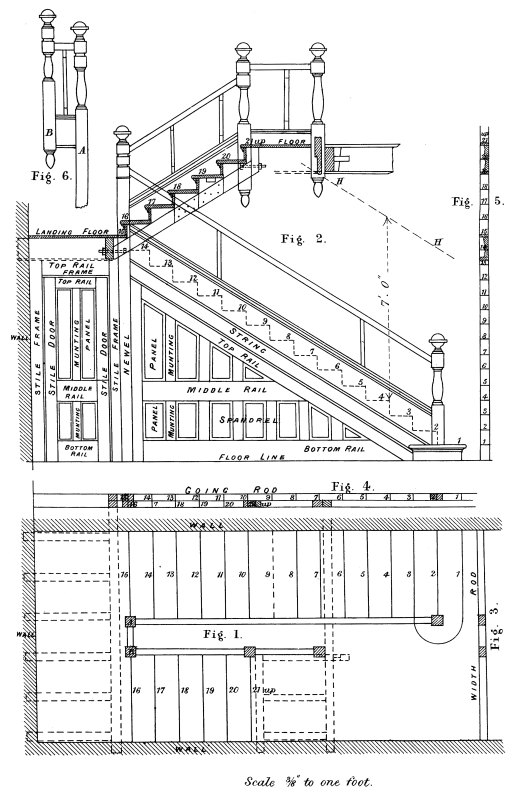 B
A
Fig. 6.
21 up
FLOOR
20
19
18
17
16
15
H
H
Fig. 2.
Fig. 5.
7' 0"
LANDING FLOOR
TOP RAIL
FRAME
TOP RAIL
WALL
STILE FRAME
STILE DOOR
MUNTING
PANEL
STILE DOOR
STILE FRAME
NEWEL
MIDDLE
RAIL
MUNTING
BOTTOM
RAIL
14
13
12
11
10
9
8
7
6
5
4
3
2
1
STRING
TOP RAIL
PANEL
MUNTING
MIDDLE RAIL
PANEL
MUNTING
SPANDREL
BOTTOM RAIL
FLOOR LINE
GOING ROD
Fig. 4.
14 13 12 11 10 9 8 7 6 5 4 3 1
16 17 18 19 20 21 up
WALL
15 14 13 12 11 10 9 8 7 6 5 4 3 2 1
WALL
Fig. 1.
A
B
16 17 18 19 20 21 up
ROD
WIDTH
Fig. 3.
WALL
Scale 3/8" to one foot.